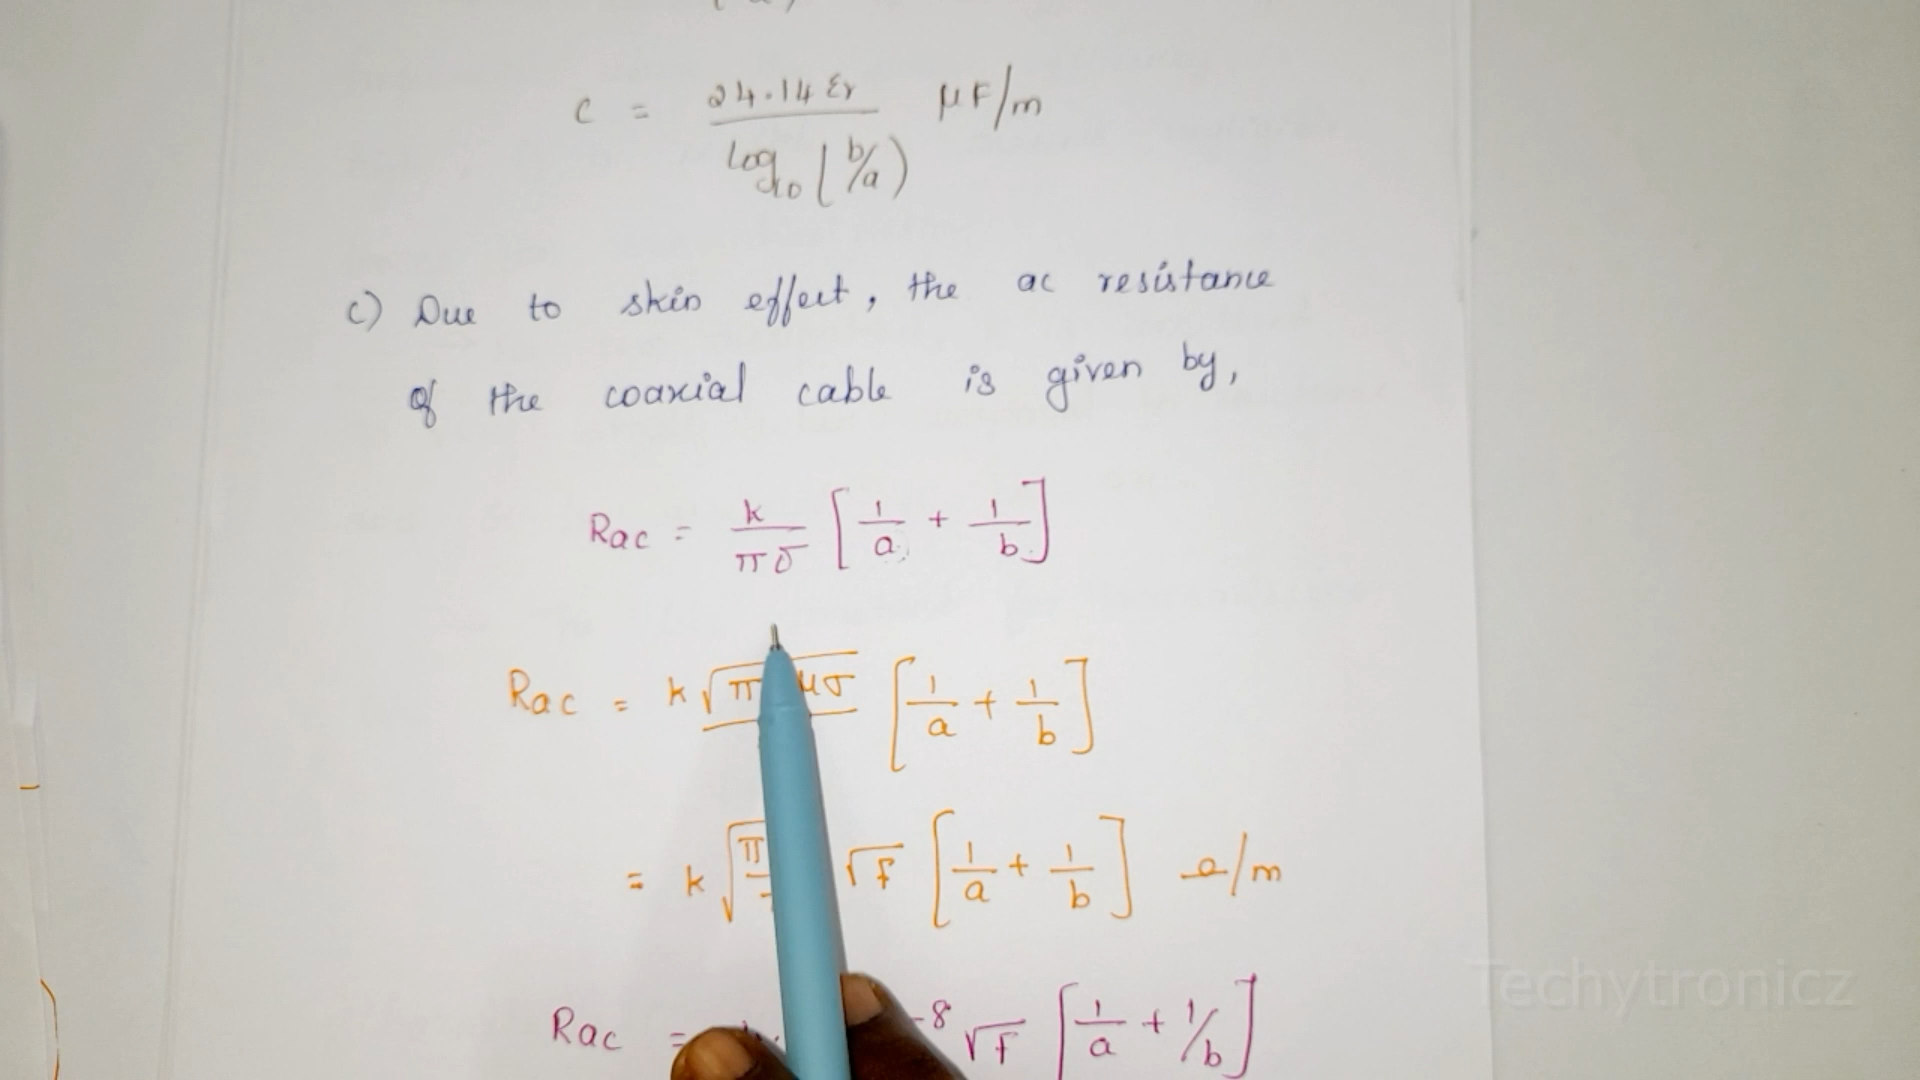 C = 24.14 εr / log10 (b/a) μF/m
c) Due to skin effect, the ac resistance
of the coaxial cable is given by,
Rac = k / πσ [ 1/a + 1/b ]
Rac = k √π μσ [ 1/a + 1/b ]
= k √π √f [ 1/a + 1/b ] Ω/m
Rac = -8 √f [ 1/a + 1/b ]
Techytronicz